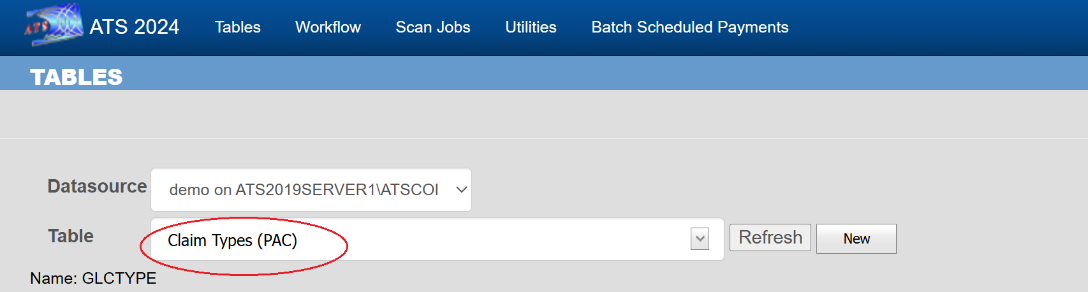 ATS ATS 2024 Tables Workflow Scan Jobs Utilities Batch Scheduled Payments
TABLES
Datasource demo on ATS2019SERVER1\ATSCOI
Table Claim Types (PAC) Refresh New
Name: GLCTYPE